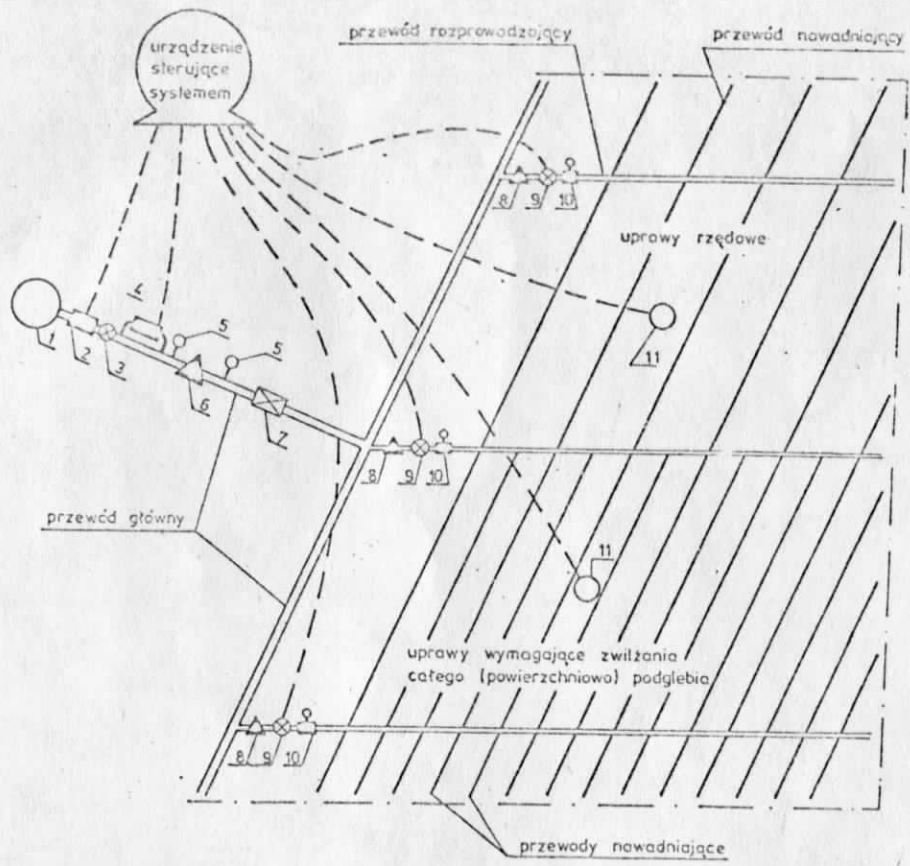 urządzenie
sterujące
systemem
przewód rozprowadzający
przewód nawadniający
8
9
10
uprawy rzędowe
11
1
2
3
4
5
5
6
7
8
9
10
przewód główny
11
uprawy wymagające zwilżania
całego (powierzchniowo) podglebia
8
9
10
przewody nawadniające